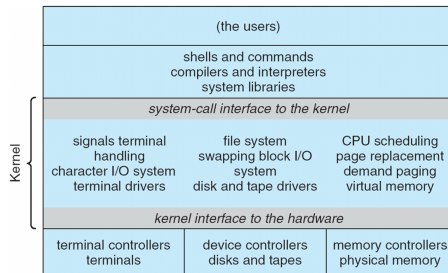 (the users)
shells and commands
compilers and interpreters
system libraries
system-call interface to the kernel
Kernel
signals terminal
handling
character I/O system
terminal drivers
file system
swapping block I/O
system
disk and tape drivers
CPU scheduling
page replacement
demand paging
virtual memory
kernel interface to the hardware
terminal controllers
terminals
device controllers
disks and tapes
memory controllers
physical memory